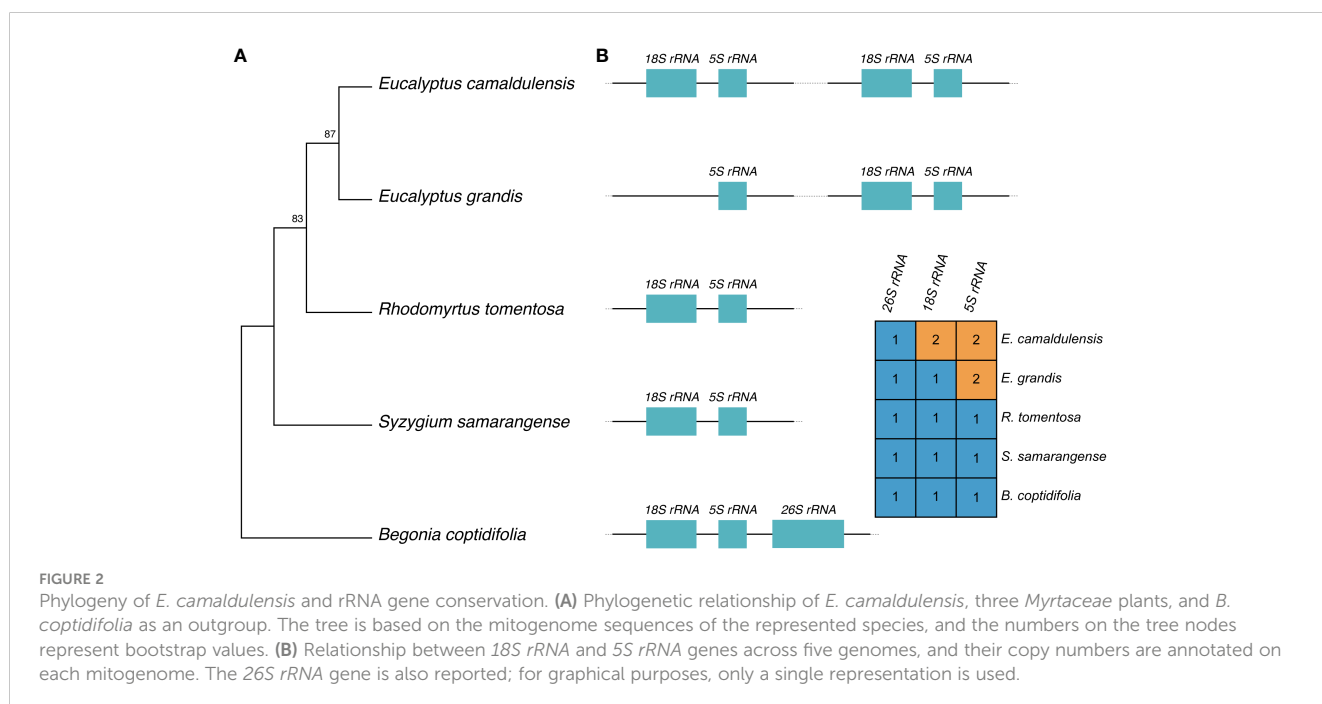 A
B
18S rRNA 5S rRNA 18S rRNA 5S rRNA
Eucalyptus camaldulensis
87
5S rRNA 18S rRNA 5S rRNA
Eucalyptus grandis
83
18S rRNA 5S rRNA
Rhodomyrtus tomentosa
18S rRNA 5S rRNA
Syzygium samarangense
18S rRNA 5S rRNA 26S rRNA
Begonia coptidifolia
26S rRNA 18S rRNA 5S rRNA
1 2 2 E. camaldulensis
1 1 2 E. grandis
1 1 1 R. tomentosa
1 1 1 S. samarangense
1 1 1 B. coptidifolia
FIGURE 2
Phylogeny of E. camaldulensis and rRNA gene conservation. (A) Phylogenetic relationship of E. camaldulensis, three Myrtaceae plants, and B.
coptidifolia as an outgroup. The tree is based on the mitogenome sequences of the represented species, and the numbers on the tree nodes
represent bootstrap values. (B) Relationship between 18S rRNA and 5S rRNA genes across five genomes, and their copy numbers are annotated on
each mitogenome. The 26S rRNA gene is also reported; for graphical purposes, only a single representation is used.